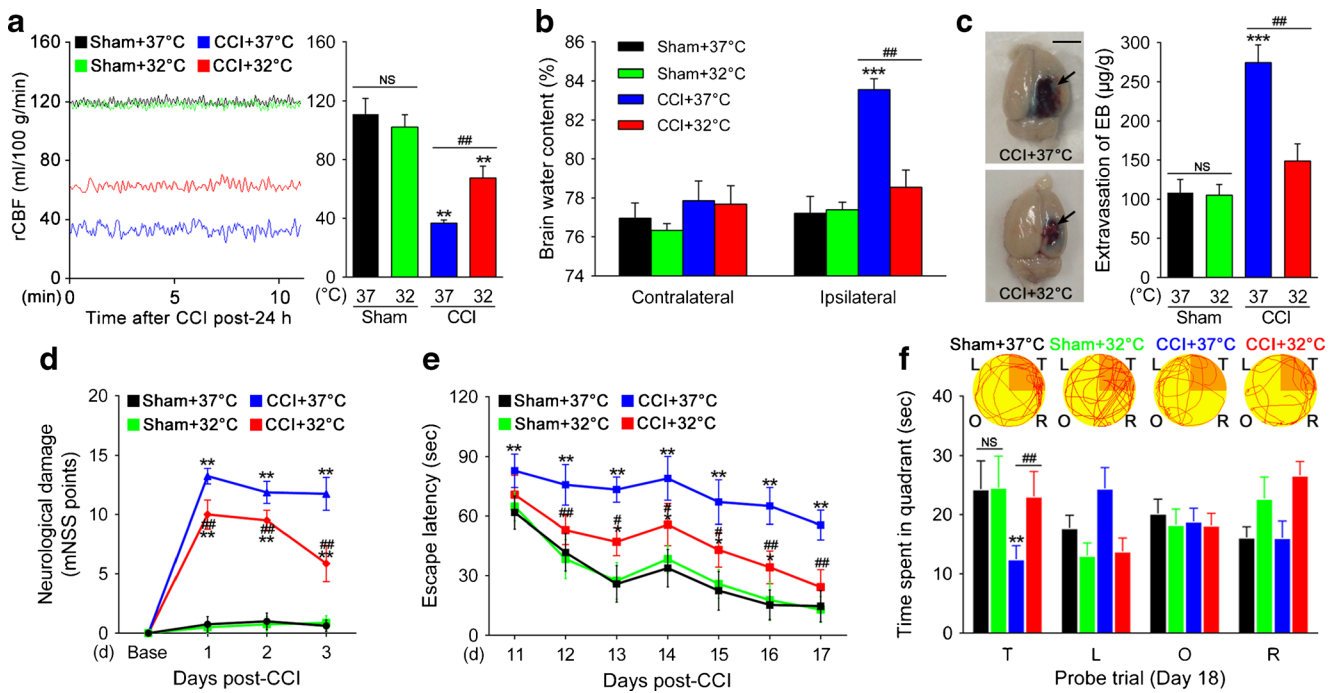 a
160
Sham+37°C
CCI+37°C
Sham+32°C
CCI+32°C
120
80
40
0
rCBF (ml/100 g/min)
(min)
0
5
10
Time after CCI post-24 h
160
140
120
100
80
60
40
20
0
NS
##
**
**
(°C)
37
32
37
32
Sham
CCI
b
86
84
82
80
78
76
74
Brain water content (%)
Sham+37°C
Sham+32°C
CCI+37°C
CCI+32°C
##
***
Contralateral
Ipsilateral
c
CCI+37°C
CCI+32°C
300
250
200
150
100
50
0
Extravasation of EB (µg/g)
NS
##
***
(°C)
37
32
37
32
Sham
CCI
d
20
15
10
5
0
Neurological damage
(mNSS points)
Sham+37°C
CCI+37°C
Sham+32°C
CCI+32°C
**
**
**
##
**
##
**
##
**
(d)
Base
1
2
3
Days post-CCI
e
120
90
60
30
0
Escape latency (sec)
Sham+37°C
CCI+37°C
Sham+32°C
CCI+32°C
**
**
**
**
**
**
**
##
#
*
#
*
#
*
##
*
##
(d)
11
12
13
14
15
16
17
Days post-CCI
f
Sham+37°C
Sham+32°C
CCI+37°C
CCI+32°C
L
T
L
T
L
T
L
T
O
R
O
R
O
R
O
R
40
30
20
10
0
Time spent in quadrant (sec)
NS
##
**
T
L
O
R
Probe trial (Day 18)